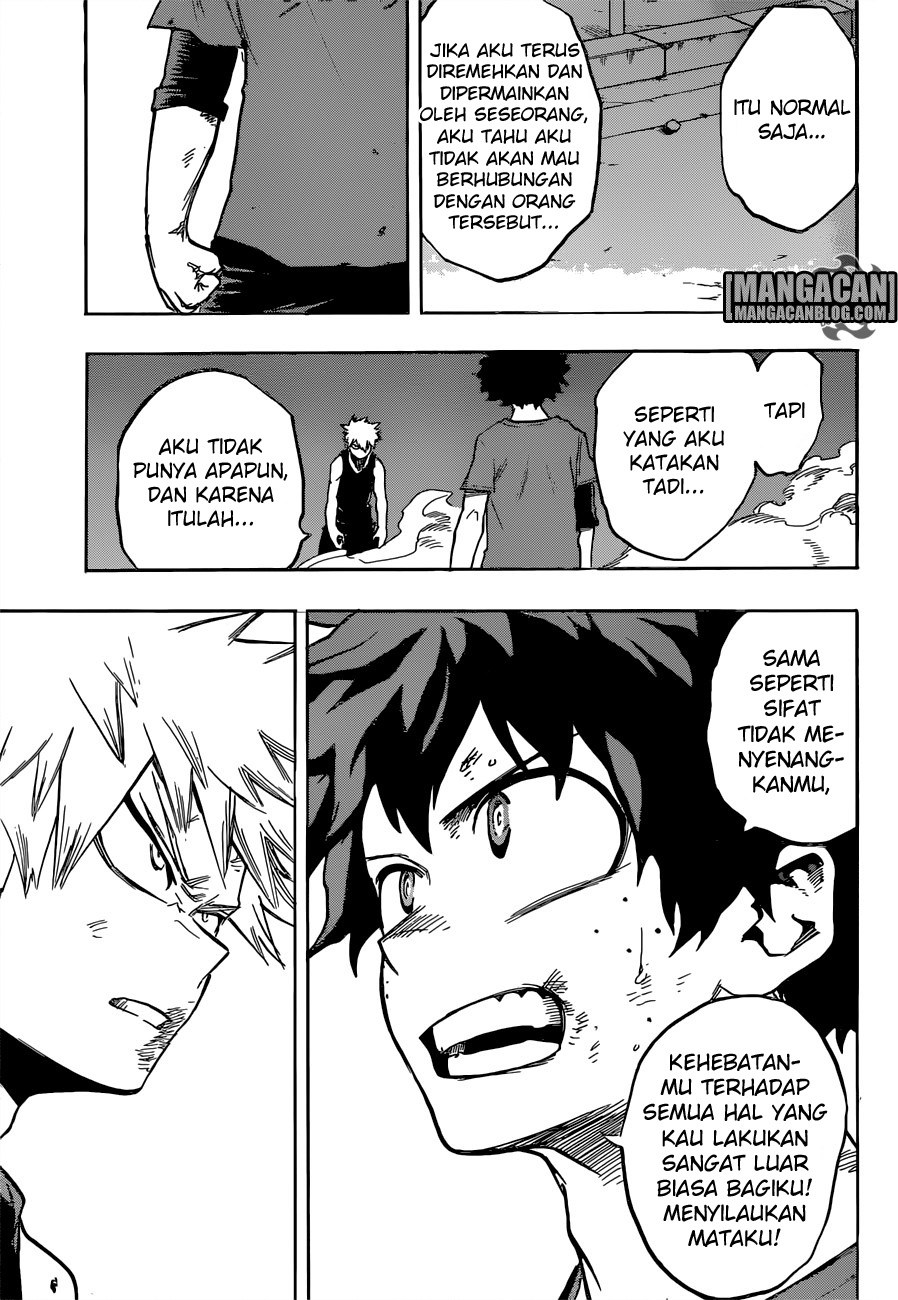 ITU NORMAL
SAJA...
JIKA AKU TERUS
DIREMEHKAN DAN
DIPERMAINKAN
OLEH SESEORANG,
AKU TAHU AKU
TIDAK AKAN MAU
BERHUBUNGAN
DENGAN ORANG
TERSEBUT...
[MANGACAN]
MANGACANBLOG.COM
TAPI
SEPERTI
YANG AKU
KATAKAN
TADI...
AKU TIDAK
PUNYA APAPUN,
DAN KARENA
ITULAH...
SAMA
SEPERTI
SIFAT
TIDAK ME-
NYENANG-
KANMU,
KEHEBATAN-
MU TERHADAP
SEMUA HAL YANG
KAU LAKUKAN
SANGAT LUAR
BIASA BAGIKU!
MENYILAUKAN
MATAKU!